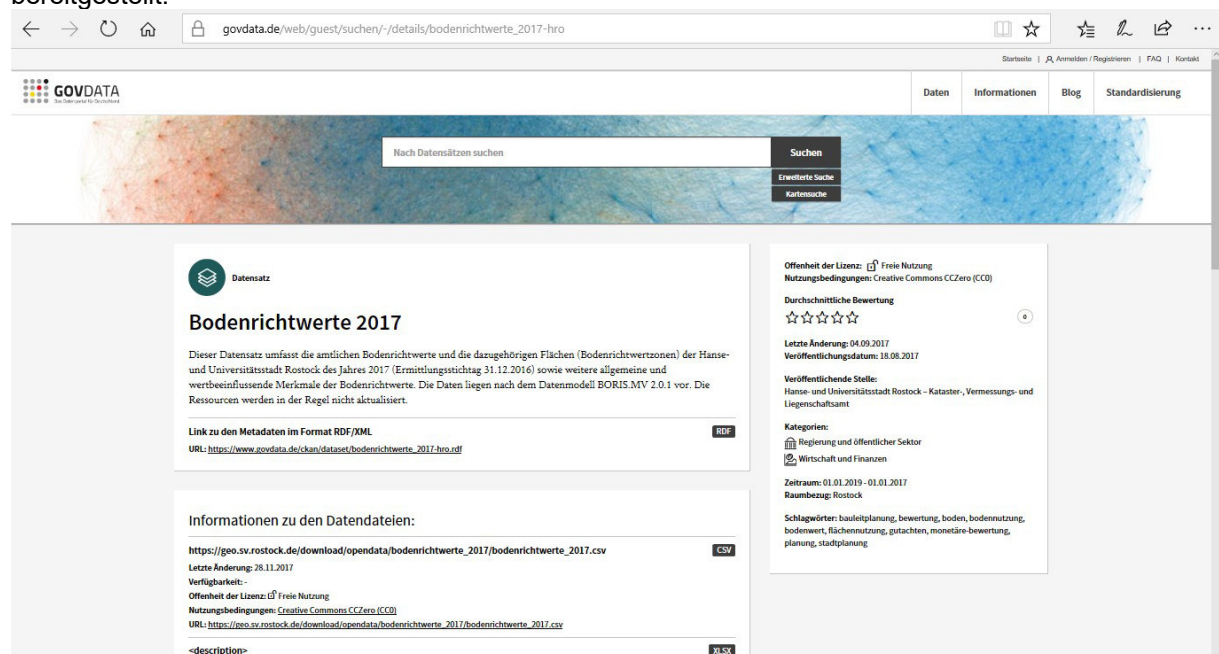 bereitgestellt.
govdata.de/web/guest/suchen/-/details/bodenrichtwerte_2017-hro
Startseite | Anmelden / Registrieren | FAQ | Kontakt
GOVDATA
Das Datenportal für Deutschland
Daten Informationen Blog Standardisierung
Nach Datensätzen suchen Suchen
Erweiterte Suche
Kartensuche
Datensatz
Bodenrichtwerte 2017
Dieser Datensatz umfasst die amtlichen Bodenrichtwerte und die dazugehörigen Flächen (Bodenrichtwertzonen) der Hanse-
und Universitätsstadt Rostock des Jahres 2017 (Ermittlungsstichtag 31.12.2016) sowie weitere allgemeine und
wertbeeinflussende Merkmale der Bodenrichtwerte. Die Daten liegen nach dem Datenmodell BORIS.MV 2.0.1 vor. Die
Ressourcen werden in der Regel nicht aktualisiert.
Link zu den Metadaten im Format RDF/XML RDF
URL: https://www.govdata.de/ckan/dataset/bodenrichtwerte_2017-hro.rdf
Informationen zu den Datendateien:
https://geo.sv.rostock.de/download/opendata/bodenrichtwerte_2017/bodenrichtwerte_2017.csv CSV
Letzte Änderung: 28.11.2017
Verfügbarkeit: -
Offenheit der Lizenz: Freie Nutzung
Nutzungsbedingungen: Creative Commons CCZero (CC0)
URL: https://geo.sv.rostock.de/download/opendata/bodenrichtwerte_2017/bodenrichtwerte_2017.csv
<description> XLSX
Offenheit der Lizenz: Freie Nutzung
Nutzungsbedingungen: Creative Commons CCZero (CC0)
Durchschnittliche Bewertung
0
Letzte Änderung: 04.09.2017
Veröffentlichungsdatum: 18.08.2017
Veröffentlichende Stelle:
Hanse- und Universitätsstadt Rostock – Kataster-, Vermessungs- und
Liegenschaftsamt
Kategorien:
Regierung und öffentlicher Sektor
Wirtschaft und Finanzen
Zeitraum: 01.01.2019 - 01.01.2017
Raumbezug: Rostock
Schlagwörter: bauleitplanung, bewertung, boden, bodennutzung,
bodenwert, flächennutzung, gutachten, monetäre-bewertung,
planung, stadtplanung